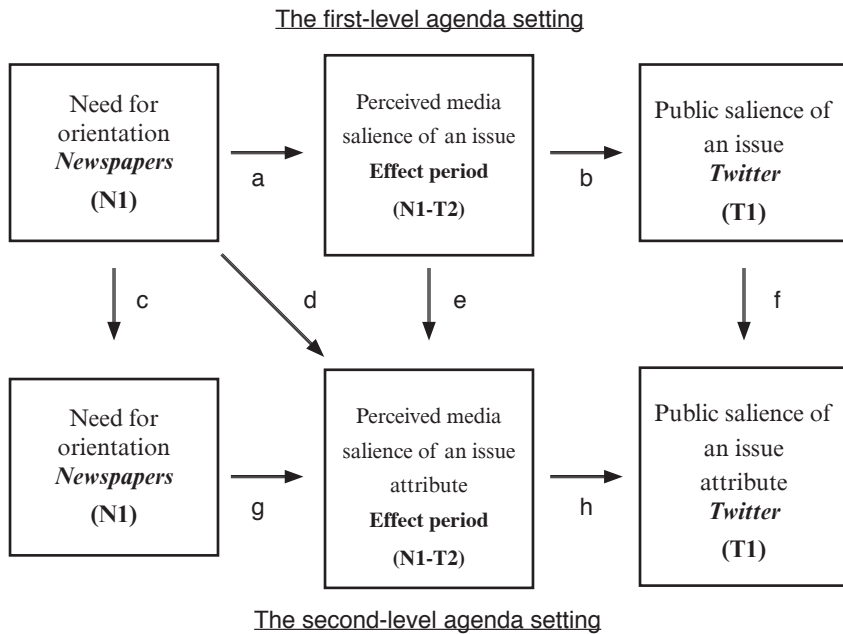 The first-level agenda setting
Need for
orientation
Newspapers
(N1)
a
Perceived media
salience of an issue
Effect period
(N1-T2)
b
Public salience of
an issue
Twitter
(T1)
c
d
e
f
Need for
orientation
Newspapers
(N1)
g
Perceived media
salience of an issue
attribute
Effect period
(N1-T2)
h
Public salience of
an issue
attribute
Twitter
(T1)
The second-level agenda setting